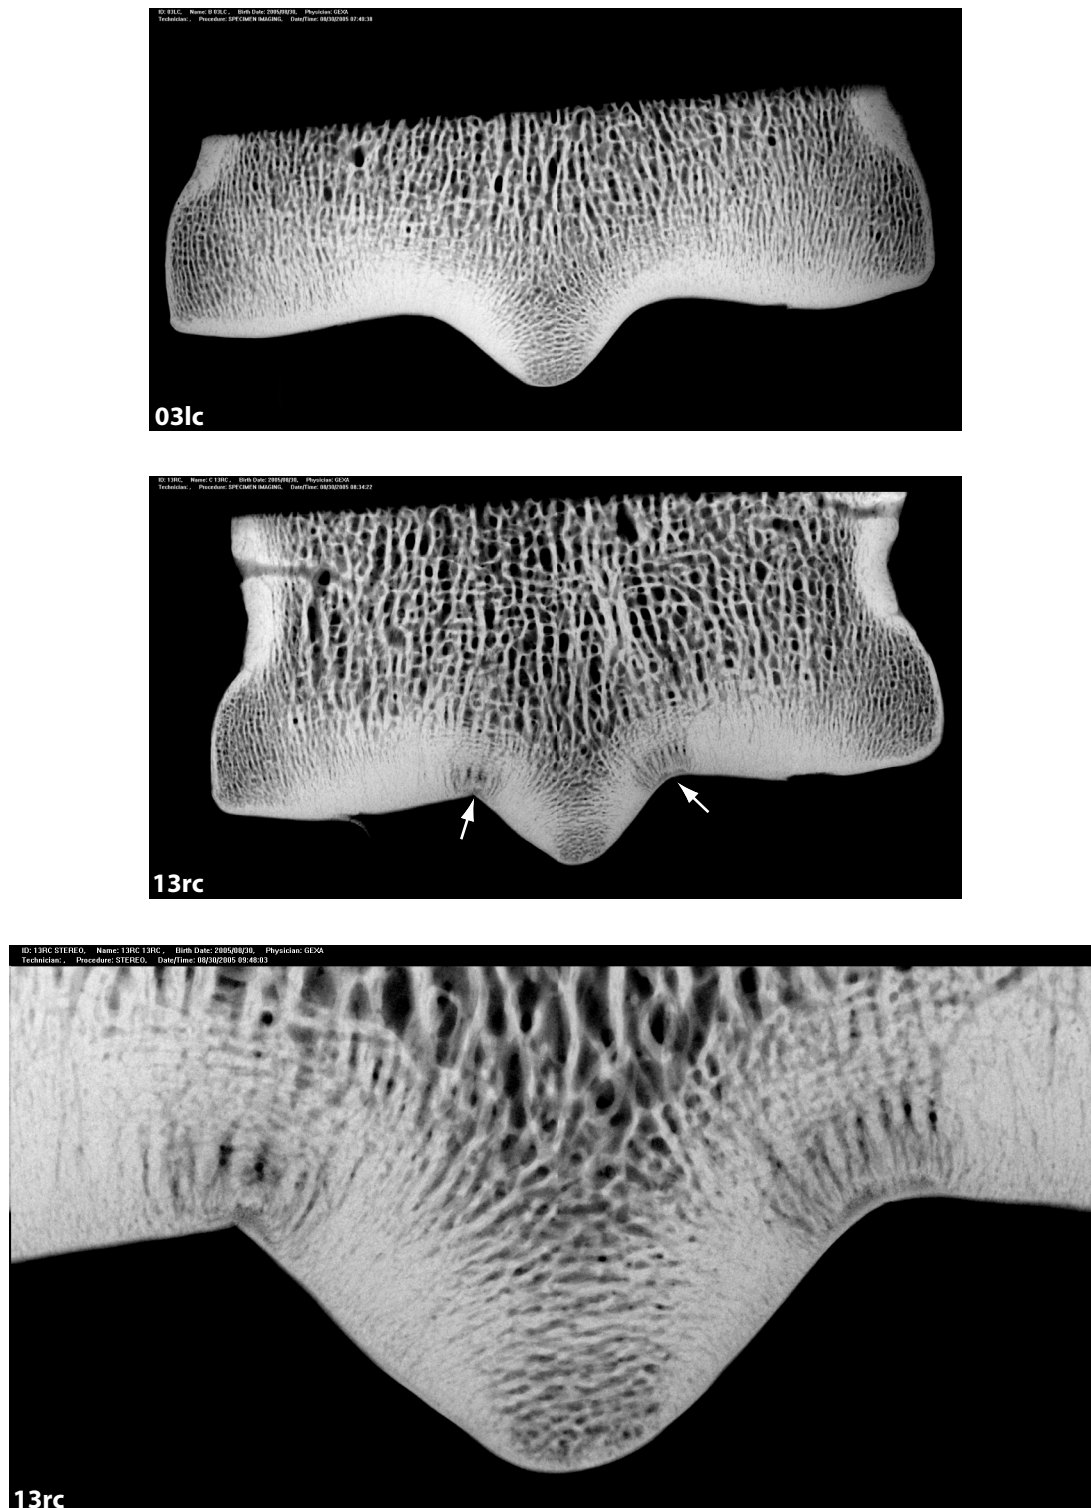 ID: 03LC,    Name: B 03LC ,    Birth Date: 2005/08/30,    Physician: GEXA
Technician: ,    Procedure: SPECIMEN IMAGING,    Date/Time: 08/30/2005 07:40:38
03lc
ID: 13RC,    Name: C 13RC ,    Birth Date: 2005/08/30,    Physician: GEXA
Technician: ,    Procedure: SPECIMEN IMAGING,    Date/Time: 08/30/2005 08:34:22
13rc
ID: 13RC STEREO,    Name: 13RC 13RC ,    Birth Date: 2005/08/30,    Physician: GEXA
Technician: ,    Procedure: STEREO,    Date/Time: 08/30/2005 09:48:03
13rc